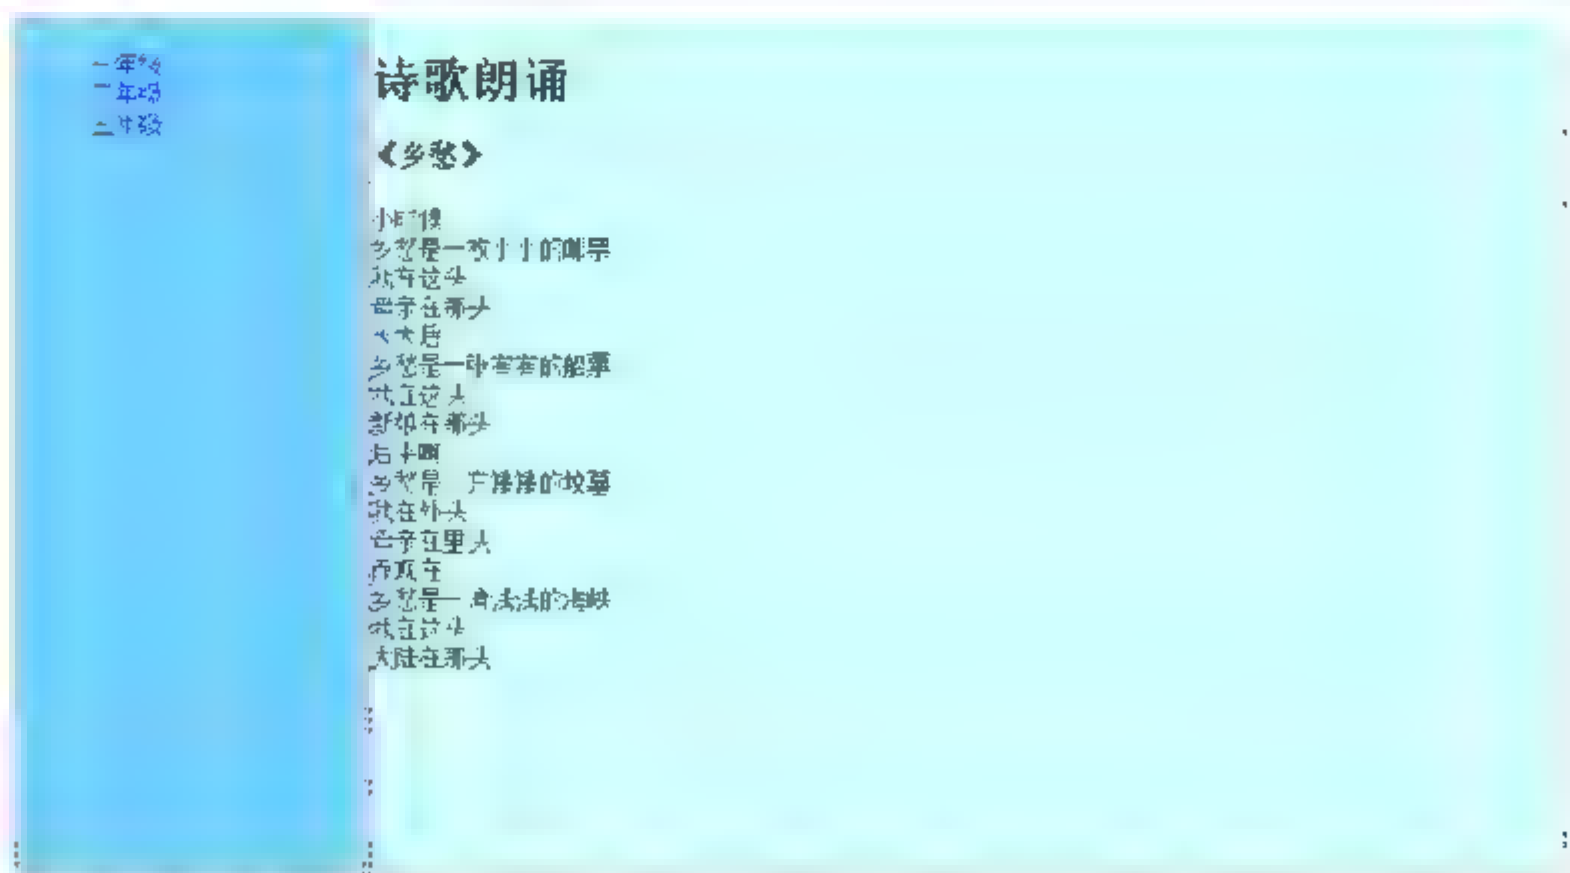 一年级
二年级
三年级
诗歌朗诵
《乡愁》
小时候
乡愁是一枚小小的邮票
我在这头
母亲在那头
长大后
乡愁是一张窄窄的船票
我在这头
新娘在那头
后来啊
乡愁是一方矮矮的坟墓
我在外头
母亲在里头
而现在
乡愁是一湾浅浅的海峡
我在这头
大陆在那头